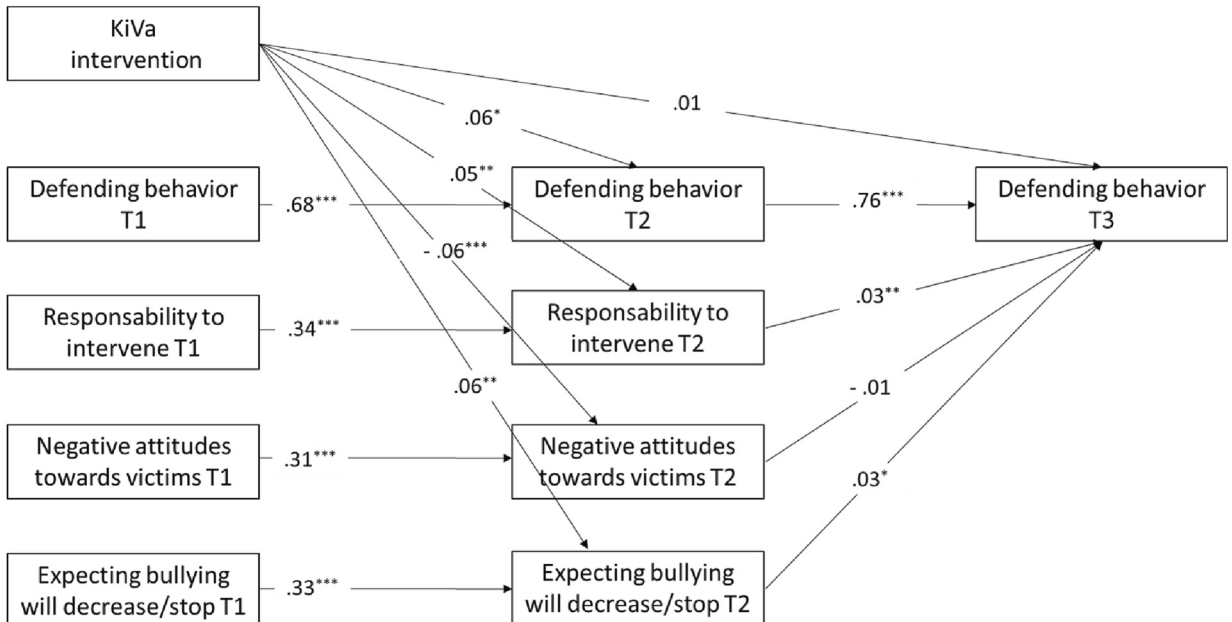 KiVa
intervention
.01
.06*
.05**
Defending behavior
T1
.68***
Defending behavior
T2
.76***
Defending behavior
T3
- .06***
Responsability to
intervene T1
.34***
Responsability to
intervene T2
.03**
.06**
- .01
Negative attitudes
towards victims T1
.31***
Negative attitudes
towards victims T2
.03*
Expecting bullying
will decrease/stop T1
.33***
Expecting bullying
will decrease/stop T2